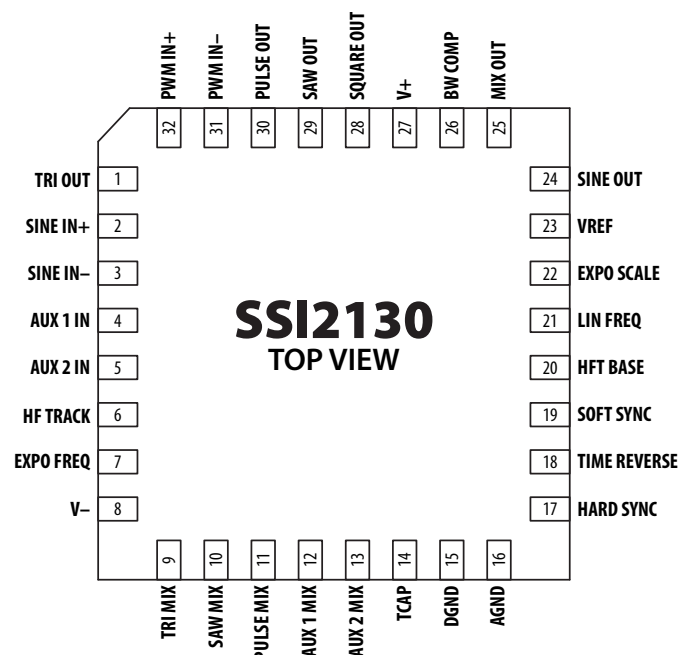 PWM IN+
PWM IN–
PULSE OUT
SAW OUT
SQUARE OUT
V+
BW COMP
MIX OUT
32
31
30
29
28
27
26
25
TRI OUT 1
SINE IN+ 2
SINE IN– 3
AUX 1 IN 4
AUX 2 IN 5
HF TRACK 6
EXPO FREQ 7
V– 8
SSI2130
TOP VIEW
24 SINE OUT
23 VREF
22 EXPO SCALE
21 LIN FREQ
20 HFT BASE
19 SOFT SYNC
18 TIME REVERSE
17 HARD SYNC
9
10
11
12
13
14
15
16
TRI MIX
SAW MIX
PULSE MIX
AUX 1 MIX
AUX 2 MIX
TCAP
DGND
AGND